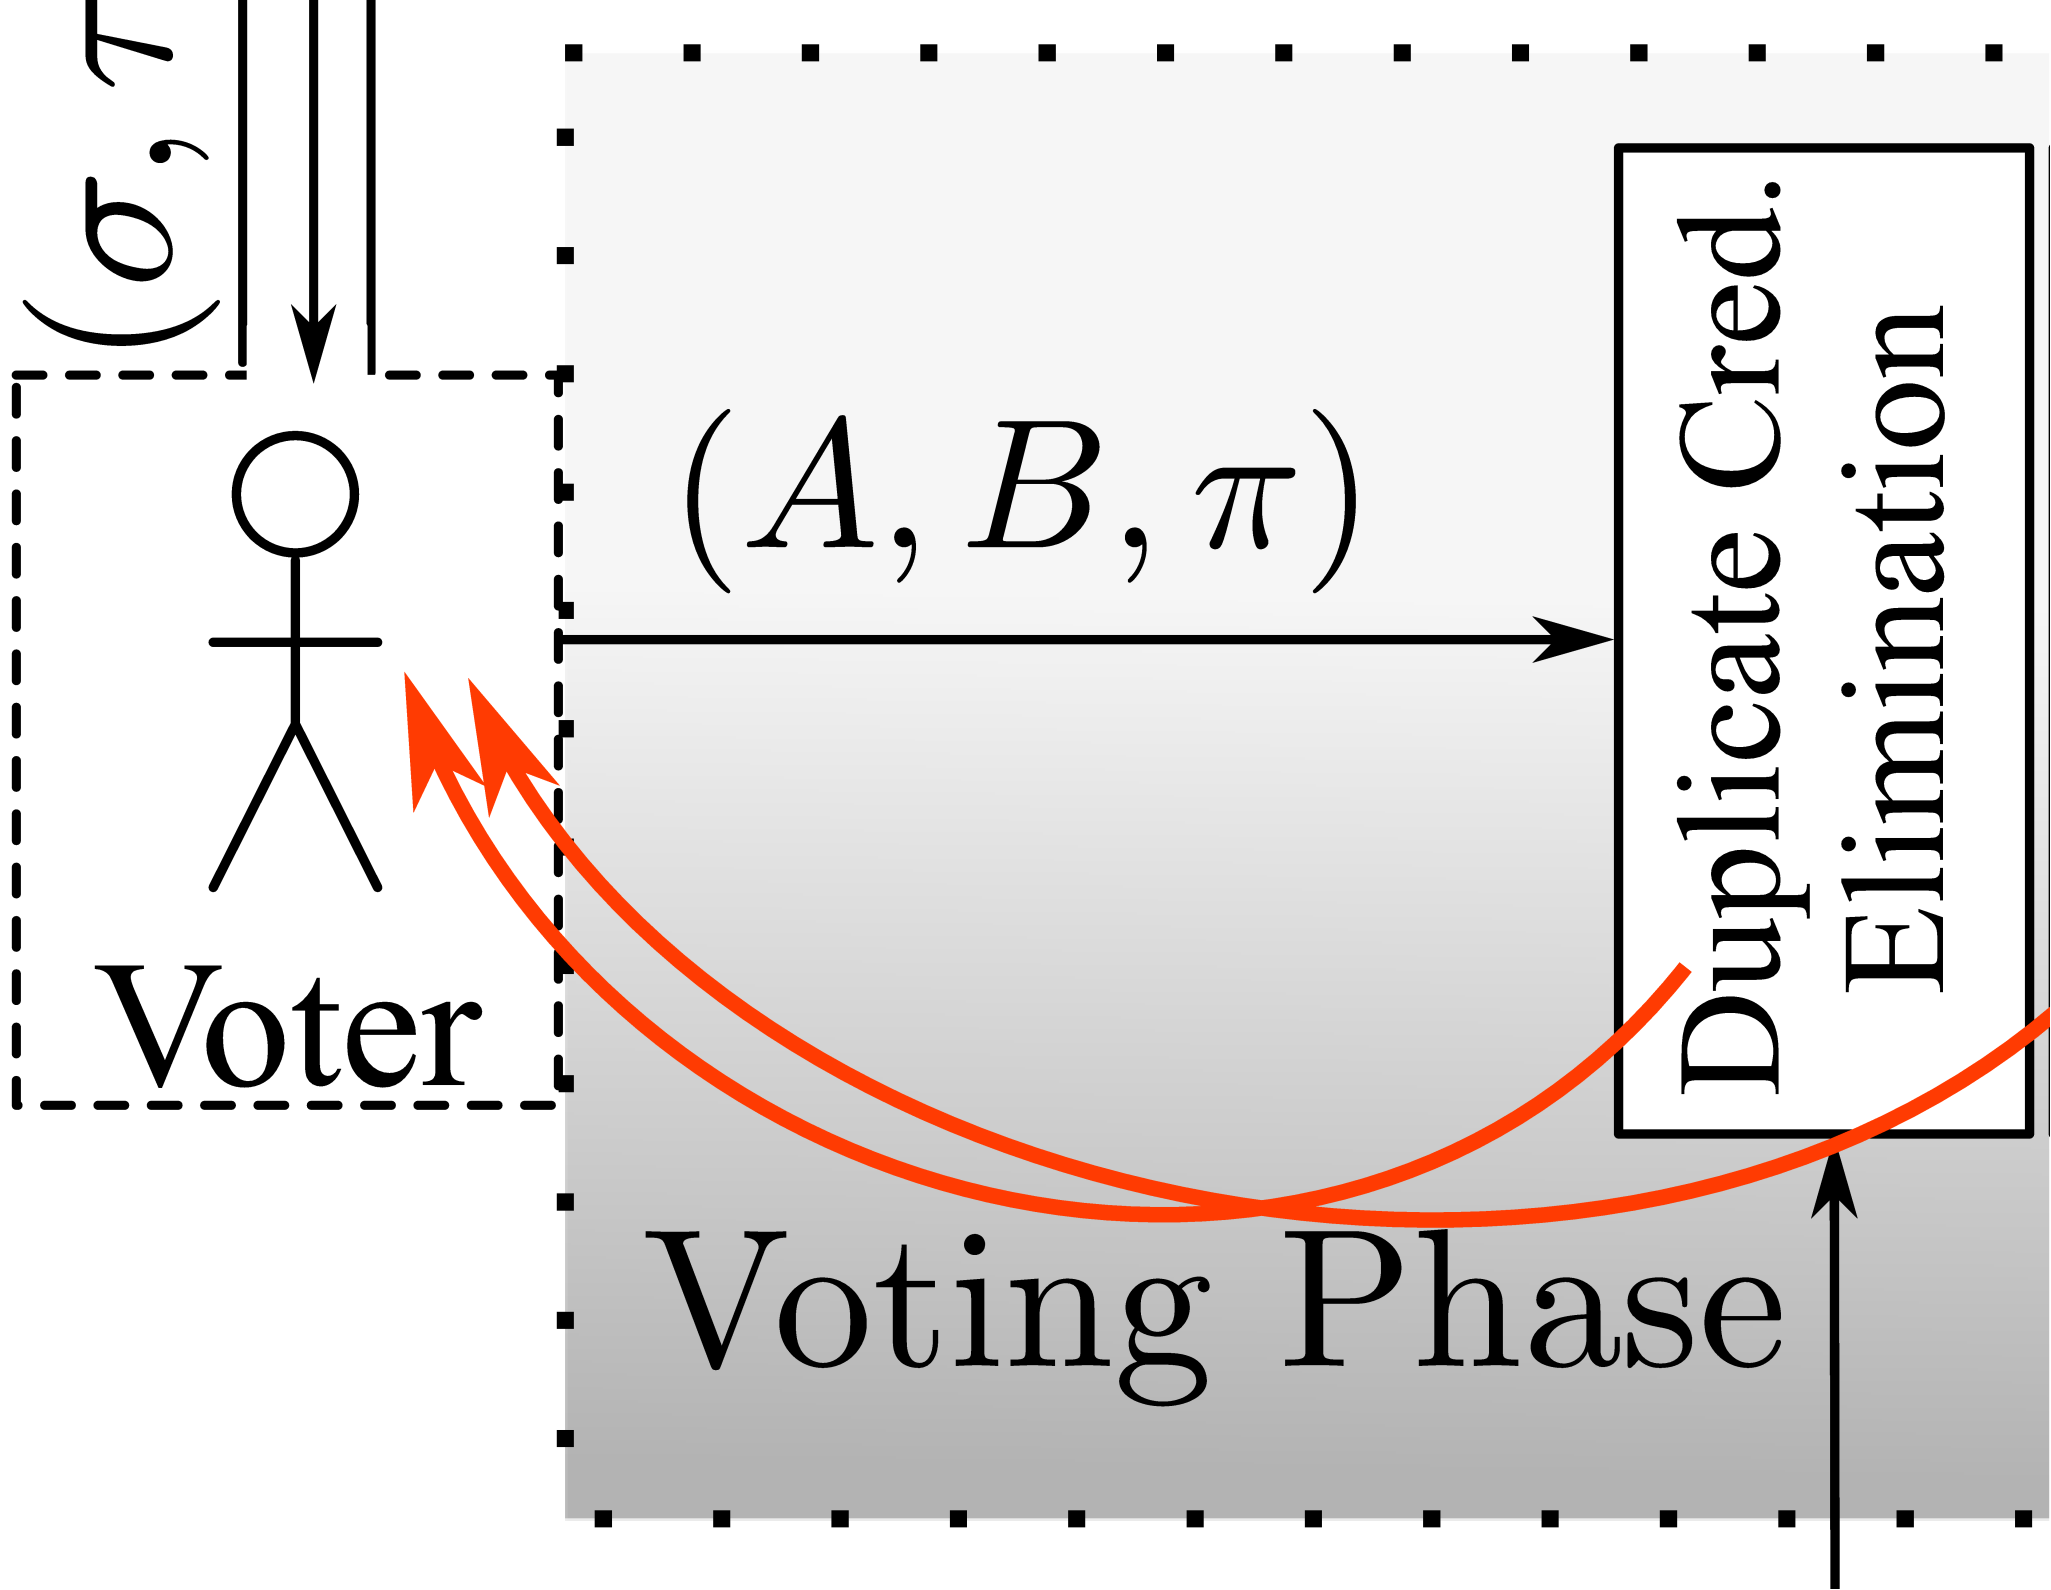 (σ, τ
(A, B, π)
Duplicate Cred.
Elimination
Voter
Voting Phase